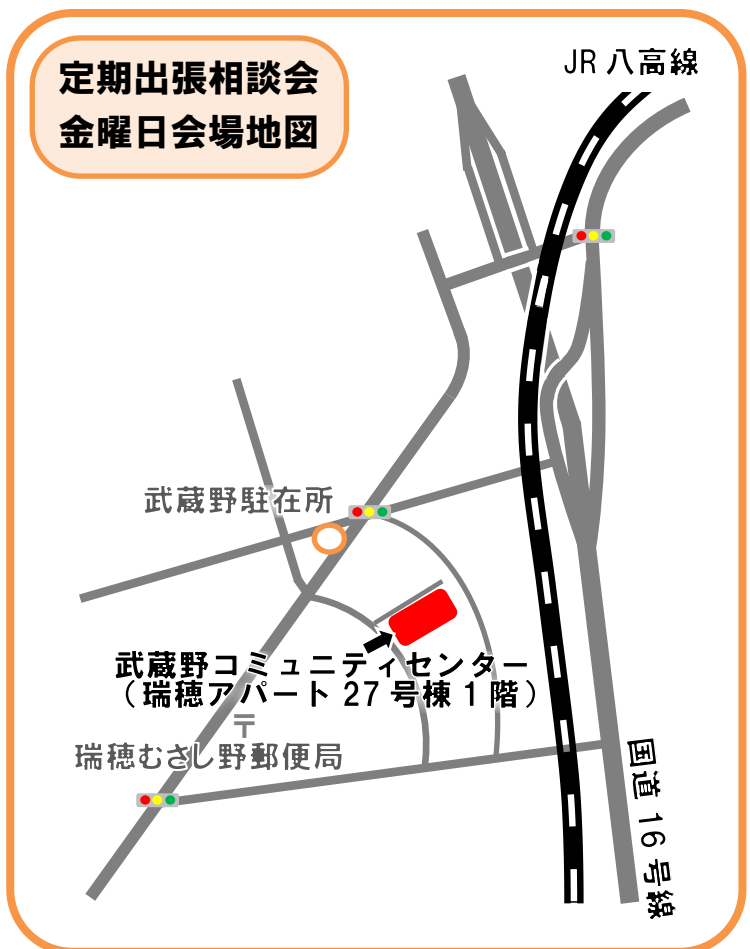 定期出張相談会
金曜日会場地図
JR 八高線
武蔵野駐在所
武蔵野コミュニティセンター
（瑞穂アパート 27 号棟 1 階）
〒
瑞穂むさし野郵便局
国道 16 号線